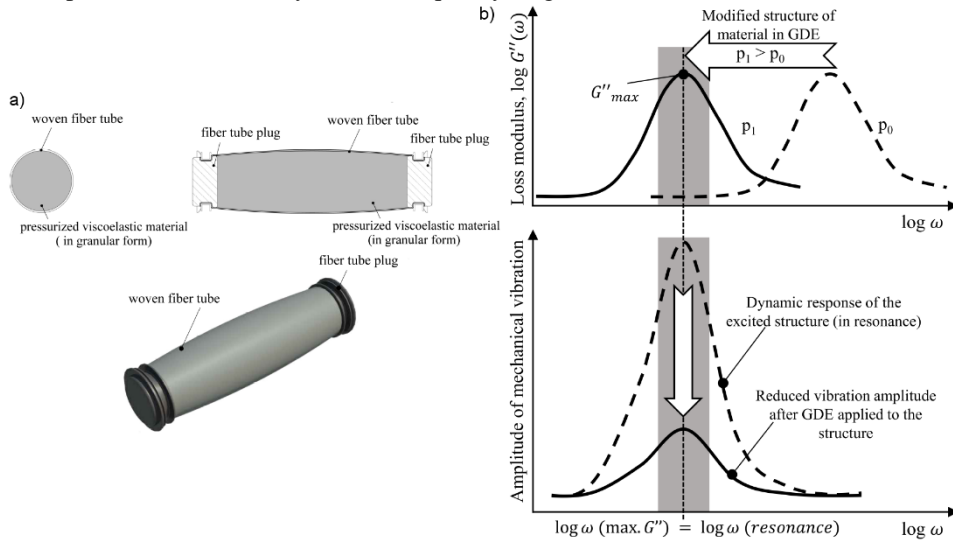 a)
woven fiber tube
pressurized viscoelastic material
( in granular form)
fiber tube plug
woven fiber tube
fiber tube plug
pressurized viscoelastic material
(in granular form)
woven fiber tube
fiber tube plug
b)
Loss modulus, log G''(ω)
Modified structure of
material in GDE
p₁ > p₀
G''max
p₁
p₀
log ω
Amplitude of mechanical vibration
Dynamic response of the
excited structure (in resonance)
Reduced vibration amplitude
after GDE applied to the
structure
log ω (max. G'') = log ω (resonance)
log ω